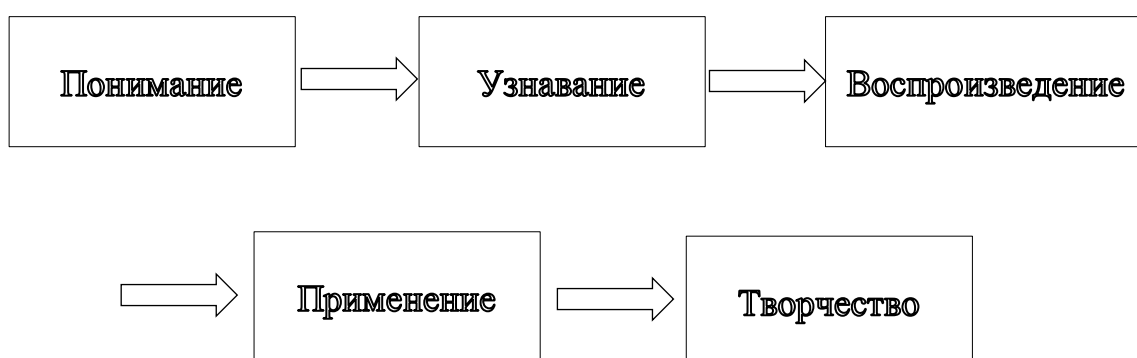 Понимание
Узнавание
Воспроизведение
Применение
Творчество